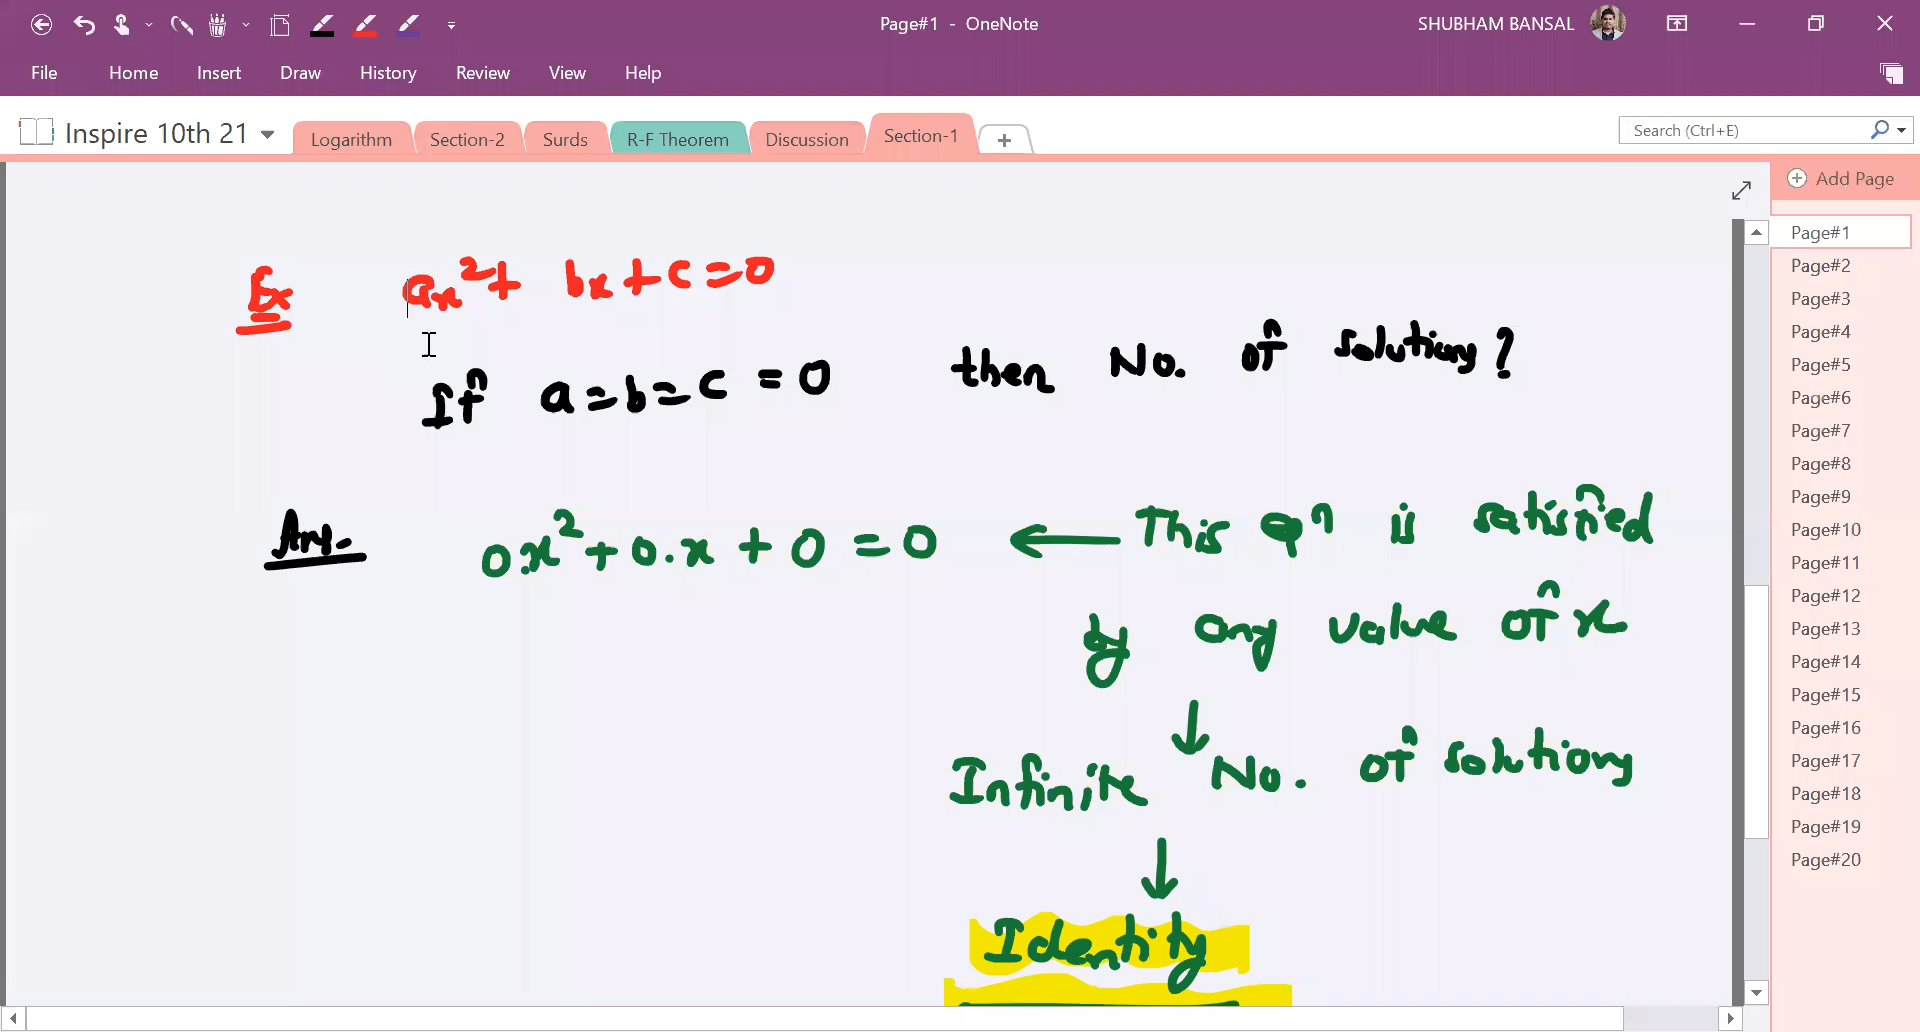 Page#1 - OneNote
SHUBHAM BANSAL
File Home Insert Draw History Review View Help
Inspire 10th 21
Logarithm Section-2 Surds R-F Theorem Discussion Section-1 +
Search (Ctrl+E)
Add Page
Page#1
Page#2
Page#3
Page#4
Page#5
Page#6
Page#7
Page#8
Page#9
Page#10
Page#11
Page#12
Page#13
Page#14
Page#15
Page#16
Page#17
Page#18
Page#19
Page#20
Ex ax²+ bx+c=0
If a=b=c=0 then No. of solutions?
Ans. 0.x²+0.x+0=0 ← This eqⁿ is satisfied
by any value of x
↓
Infinite No. of solutions
↓
Identity